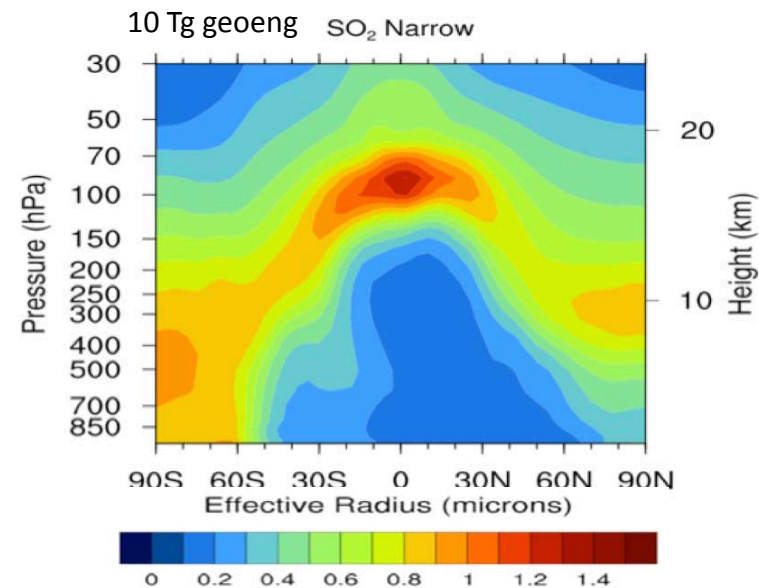 10 Tg geoeng
SO₂ Narrow
Pressure (hPa)
30
50
70
100
150
200
250
300
400
500
700
850
20
10
Height (km)
90S 60S 30S 0 30N 60N 90N
Effective Radius (microns)
0 0.2 0.4 0.6 0.8 1 1.2 1.4